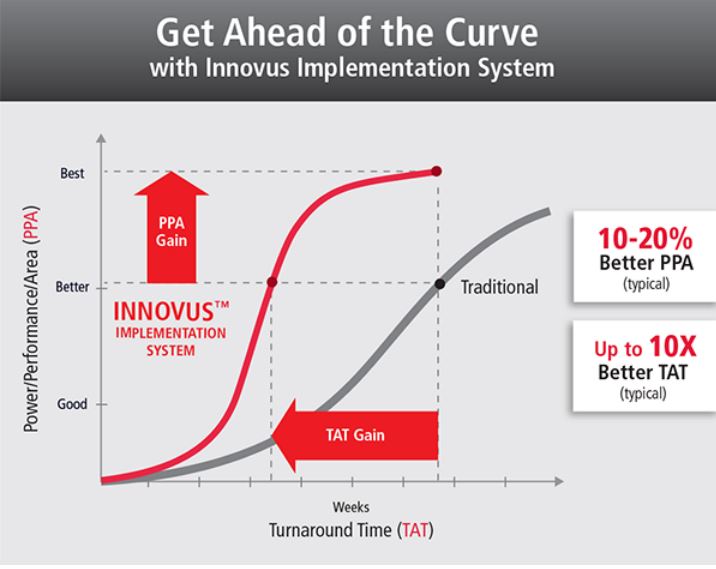 Get Ahead of the Curve
with Innovus Implementation System
Best
PPA
Gain
Power/Performance/Area (PPA)
10-20%
Better PPA
(typical)
Better
Traditional
INNOVUS™
IMPLEMENTATION
SYSTEM
Up to 10X
Better TAT
(typical)
Good
TAT Gain
Weeks
Turnaround Time (TAT)